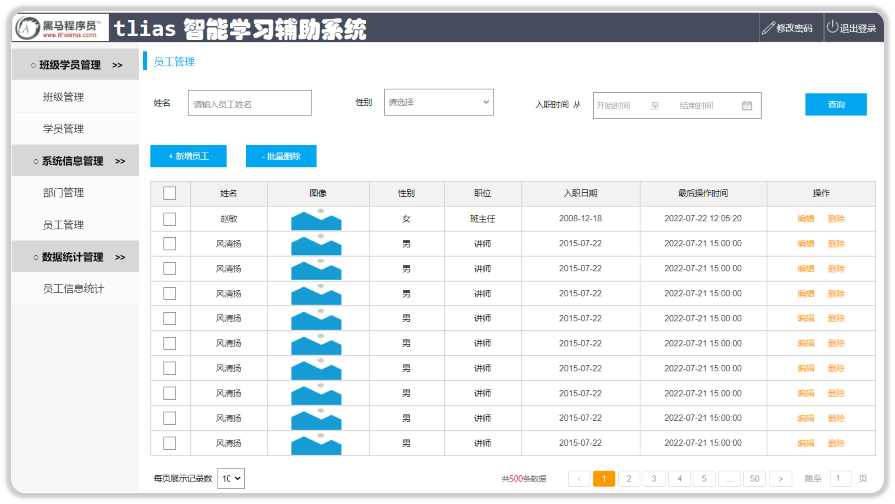 黑马程序员™
www.itheima.com
tlias 智能学习辅助系统
修改密码 退出登录
班级学员管理 >>
班级管理
学员管理
系统信息管理 >>
部门管理
员工管理
数据统计管理 >>
员工信息统计
员工管理
姓名 请输入员工姓名 性别 请选择 入职时间 从 开始时间 至 结束时间 查询
+ 新增员工 - 批量删除
姓名 图像 性别 职位 入职日期 最后操作时间 操作
赵敏 女 班主任 2008-12-18 2022-07-22 12:05:20 编辑 删除
风清扬 男 讲师 2015-07-22 2022-07-21 15:00:00 编辑 删除
风清扬 男 讲师 2015-07-22 2022-07-21 15:00:00 编辑 删除
风清扬 男 讲师 2015-07-22 2022-07-21 15:00:00 编辑 删除
风清扬 男 讲师 2015-07-22 2022-07-21 15:00:00 编辑 删除
风清扬 男 讲师 2015-07-22 2022-07-21 15:00:00 编辑 删除
风清扬 男 讲师 2015-07-22 2022-07-21 15:00:00 编辑 删除
风清扬 男 讲师 2015-07-22 2022-07-21 15:00:00 编辑 删除
风清扬 男 讲师 2015-07-22 2022-07-21 15:00:00 编辑 删除
风清扬 男 讲师 2015-07-22 2022-07-21 15:00:00 编辑 删除
每页展示记录数 10 共500条数据 < 1 2 3 4 5 ... 50 > 跳至 1 页